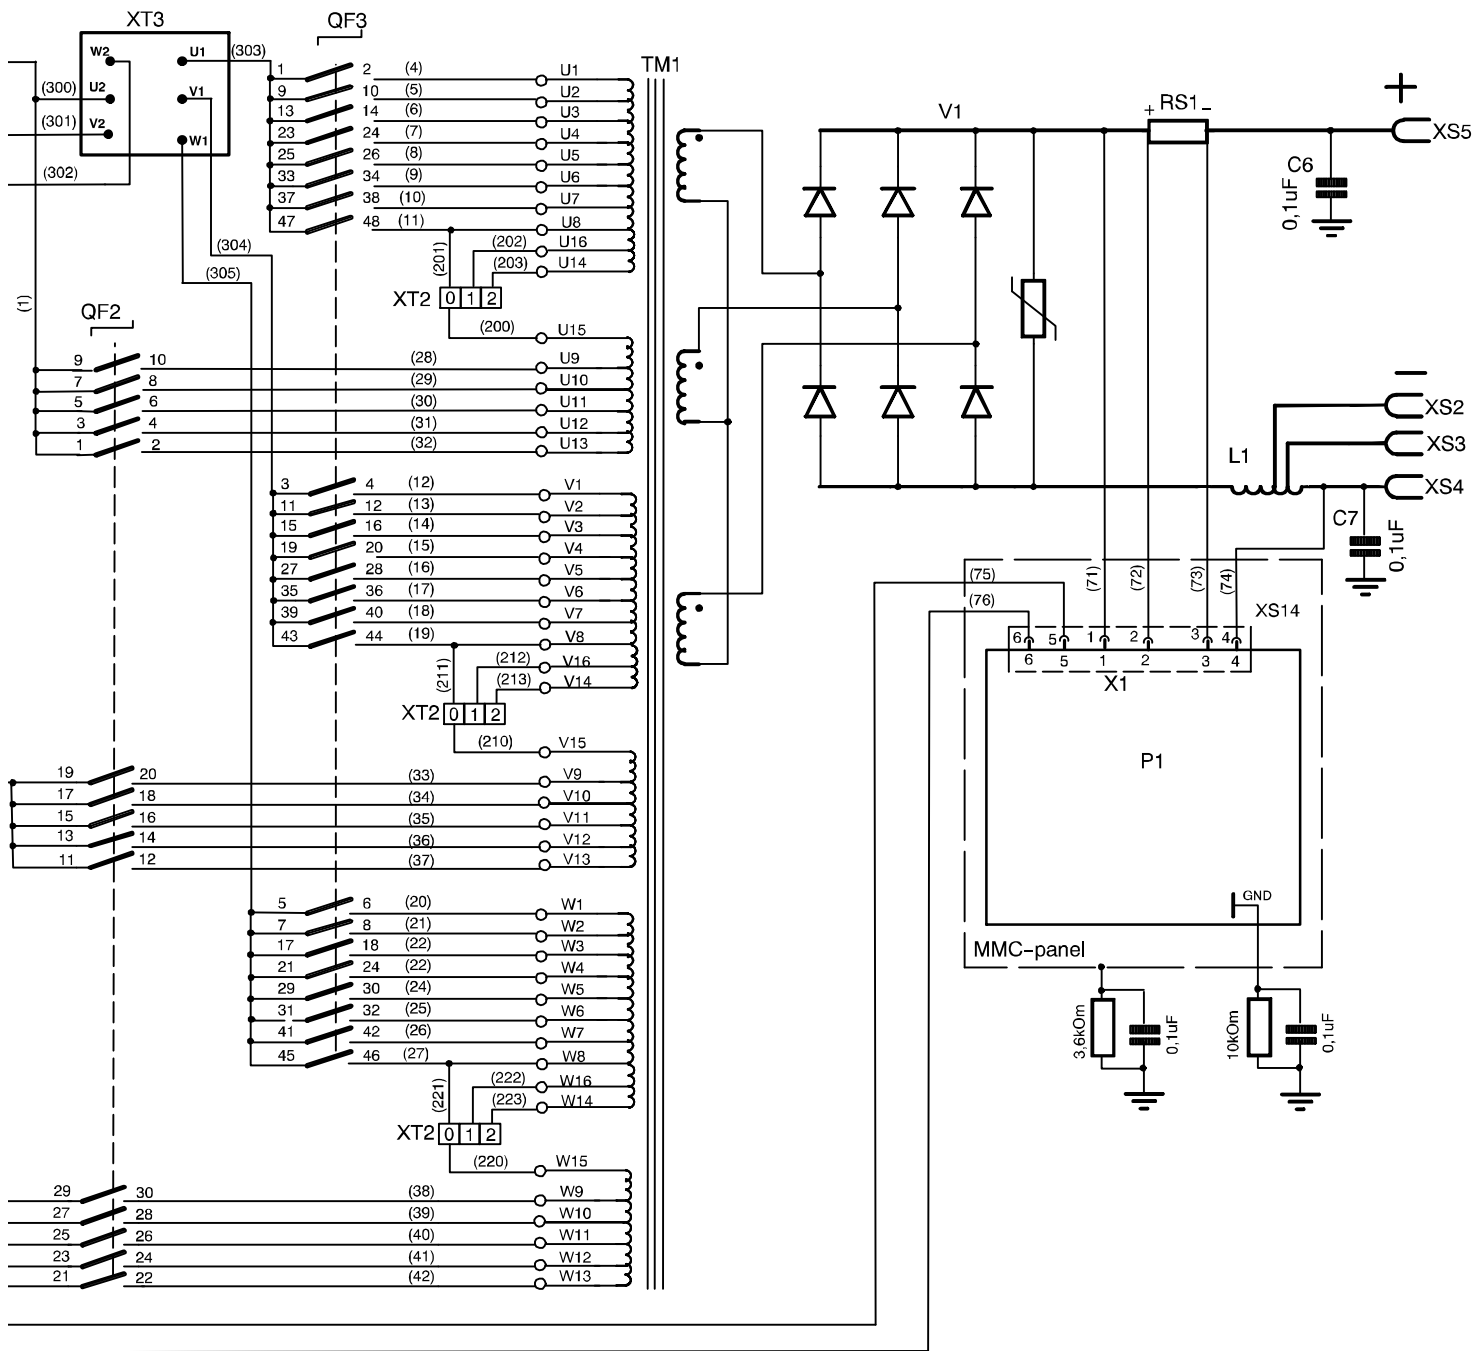 XT3
QF3
W2 U1 (303)
(300) U2 V1
(301) V2 W1
(302)
(304)
(305)
(1)
QF2
TM1
1 2 (4) U1
9 10 (5) U2
13 14 (6) U3
23 24 (7) U4
25 26 (8) U5
33 34 (9) U6
37 38 (10) U7
47 48 (11) U8
(201) (202) U16
(203) U14
XT2 0 1 2
(200) U15
9 10 (28) U9
7 8 (29) U10
5 6 (30) U11
3 4 (31) U12
1 2 (32) U13
3 4 (12) V1
11 12 (13) V2
15 16 (14) V3
19 20 (15) V4
27 28 (16) V5
35 36 (17) V6
39 40 (18) V7
43 44 (19) V8
(211) (212) V16
(213) V14
XT2 0 1 2
(210) V15
19 20 (33) V9
17 18 (34) V10
15 16 (35) V11
13 14 (36) V12
11 12 (37) V13
5 6 (20) W1
7 8 (21) W2
17 18 (22) W3
21 24 (22) W4
29 30 (24) W5
31 32 (25) W6
41 42 (26) W7
45 46 (27) W8
(221) (222) W16
(223) W14
XT2 0 1 2
(220) W15
29 30 (38) W9
27 28 (39) W10
25 26 (40) W11
23 24 (41) W12
21 22 (42) W13
V1
+ RS1 -
+
XS5
C6
0,1uF
−
XS2
XS3
L1
XS4
C7
0,1uF
(75) (71) (72) (73) (74)
(76)
XS14
6 5 1 2 3 4
6 5 1 2 3 4
X1
P1
GND
MMC-panel
3,6kOm
0,1uF
10kOm
0,1uF